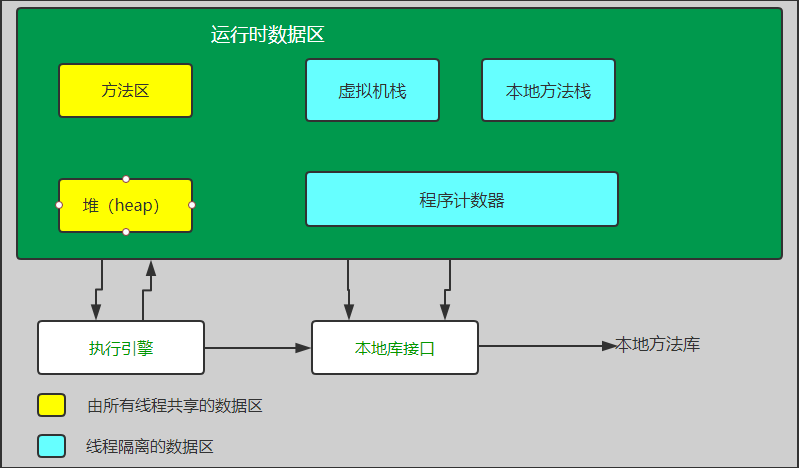 运行时数据区
方法区
虚拟机栈
本地方法栈
堆（heap）
程序计数器
执行引擎
本地库接口
本地方法库
由所有线程共享的数据区
线程隔离的数据区